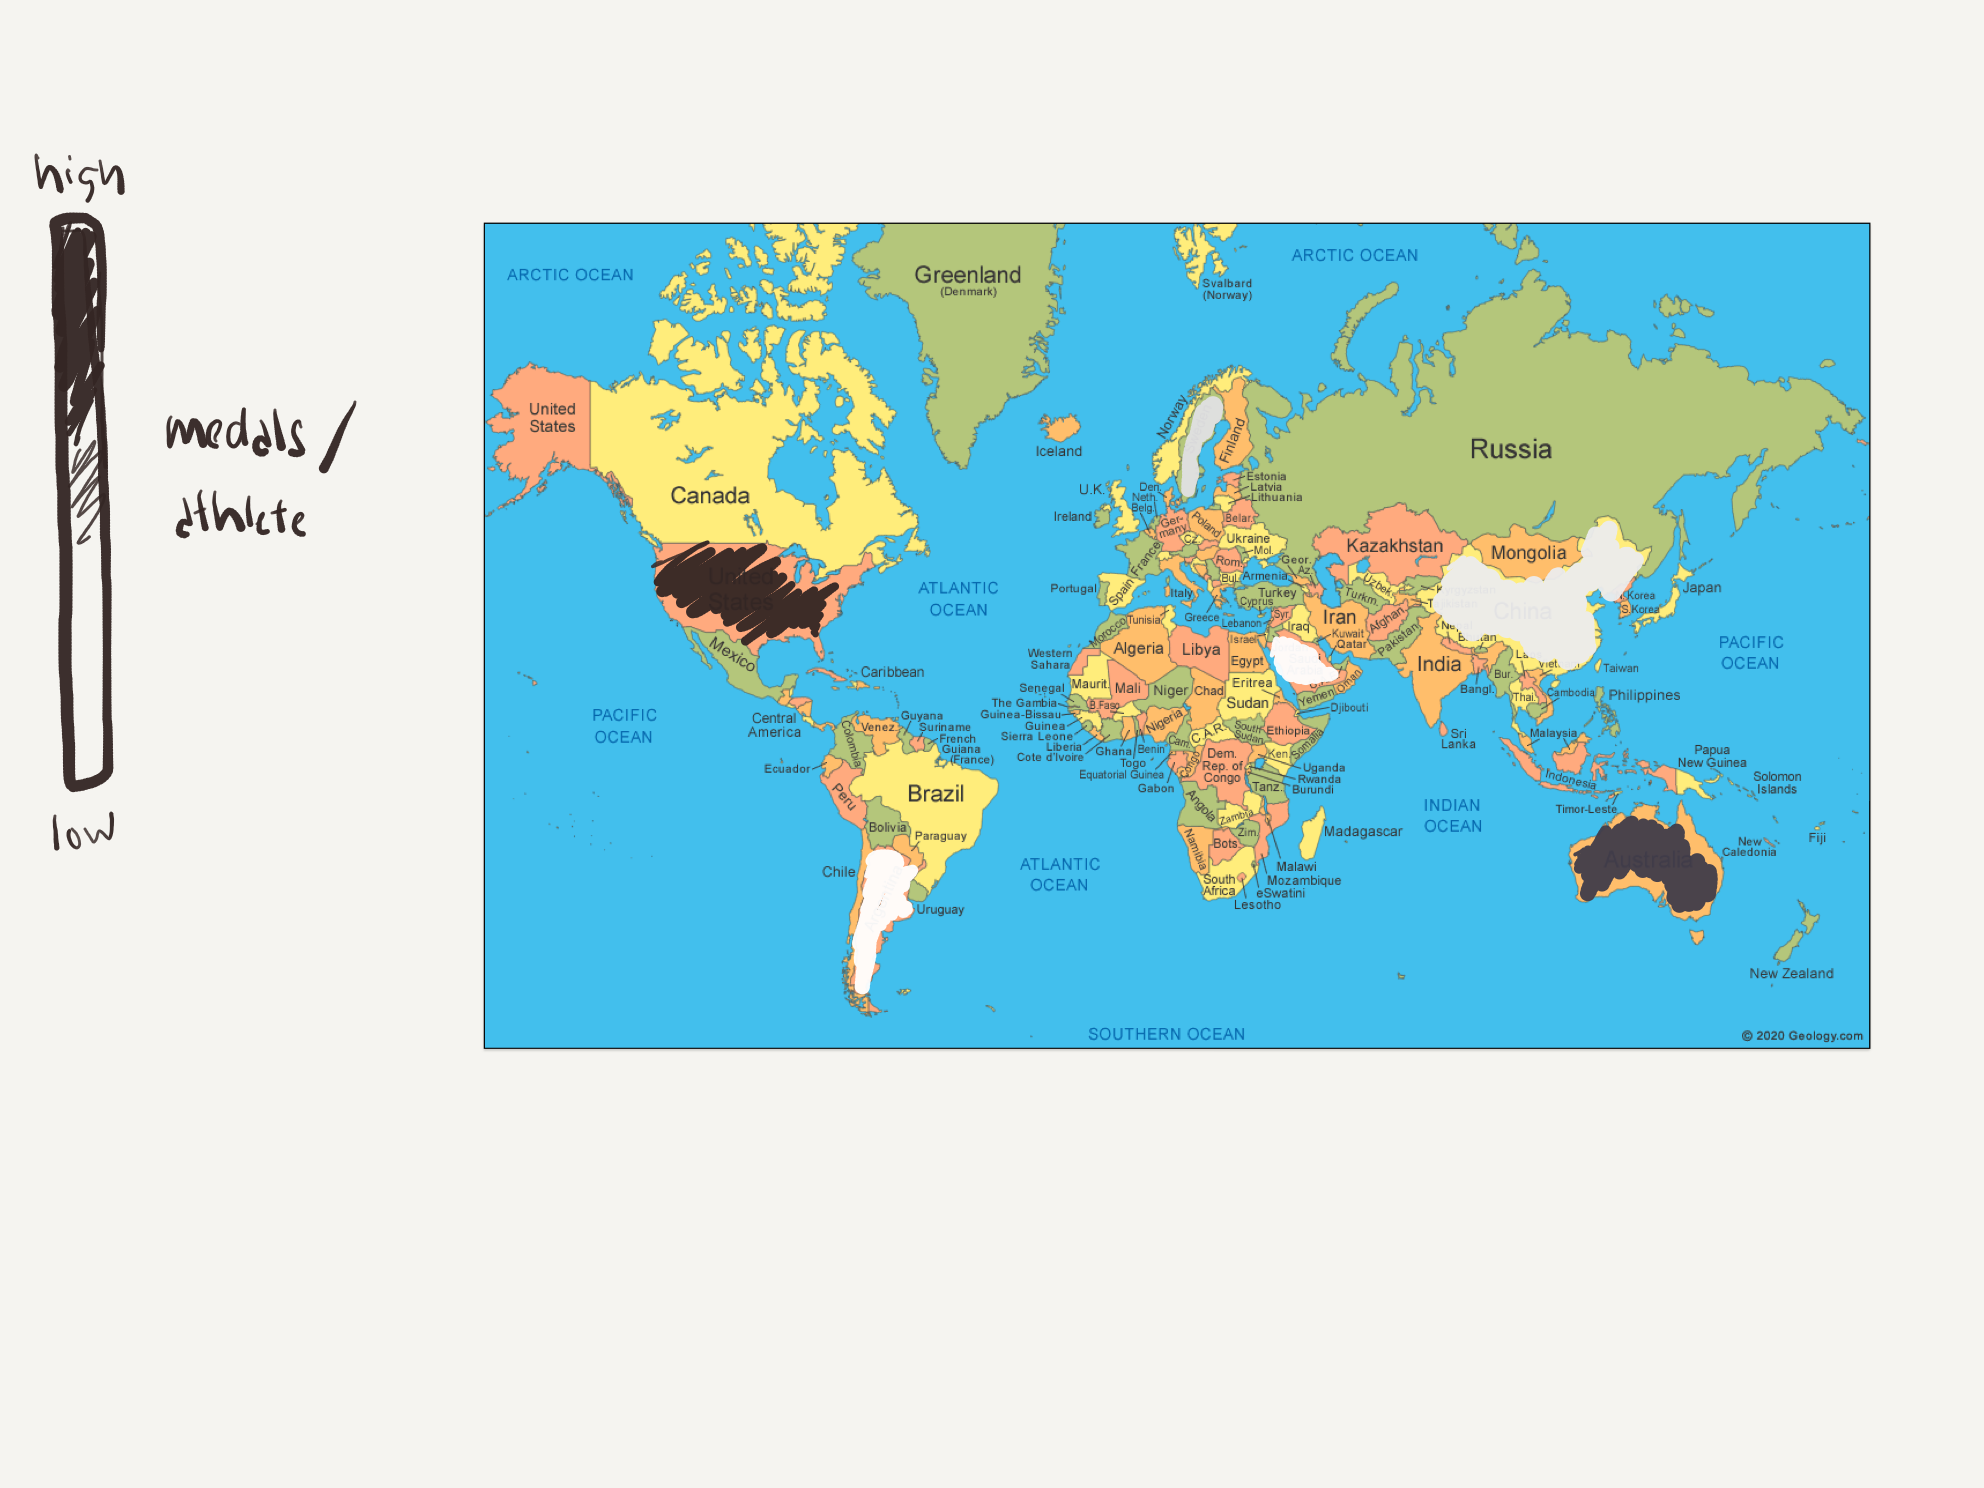 high
medals /
athlete
low
ARCTIC OCEAN
ARCTIC OCEAN
Greenland
(Denmark)
Svalbard
(Norway)
United
States
Canada
Iceland
Norway
Finland
Russia
Estonia
Latvia
Lithuania
U.K.
Ireland
Den.
Neth.
Belg.
Ger-
many
Poland
Belar.
Cz.
Ukraine
Mol.
France
Rom.
Bul.
Italy
Spain
Portugal
Greece
Geor.
Az.
Armenia
Turkey
Cyprus
Lebanon
Syr.
Israel
Iraq
Iran
Kuwait
Qatar
Kazakhstan
Uzbek.
Turkm.
Afghan.
Pakistan
Mongolia
China
Korea
S.Korea
Japan
United
States
ATLANTIC
OCEAN
PACIFIC
OCEAN
Mexico
Caribbean
Central
America
PACIFIC
OCEAN
Western
Sahara
Morocco
Tunisia
Algeria
Libya
Egypt
Maurit.
Mali
Niger
Chad
Eritrea
Sudan
Senegal
The Gambia
Guinea-Bissau
Guinea
Sierra Leone
Liberia
Cote d'Ivoire
B.Faso
Ghana
Togo
Benin
Nigeria
Equatorial Guinea
Gabon
Cam.
C.A.R.
South
Sudan
Ethiopia
Djibouti
Somalia
Yemen
Oman
India
Bangl.
Bur.
Thai.
Cambodia
Taiwan
Philippines
Sri
Lanka
Malaysia
Indonesia
Timor-Leste
Papua
New Guinea
Solomon
Islands
Venez.
Guyana
Suriname
French
Guiana
(France)
Colombia
Ecuador
Peru
Brazil
Bolivia
Paraguay
Chile
Uruguay
Congo
Dem.
Rep. of
Congo
Ken.
Uganda
Rwanda
Burundi
Tanz.
Angola
Zambia
Zim.
Namibia
Bots.
South
Africa
Madagascar
Malawi
Mozambique
eSwatini
Lesotho
ATLANTIC
OCEAN
INDIAN
OCEAN
Australia
New
Caledonia
Fiji
New Zealand
SOUTHERN OCEAN
© 2020 Geology.com